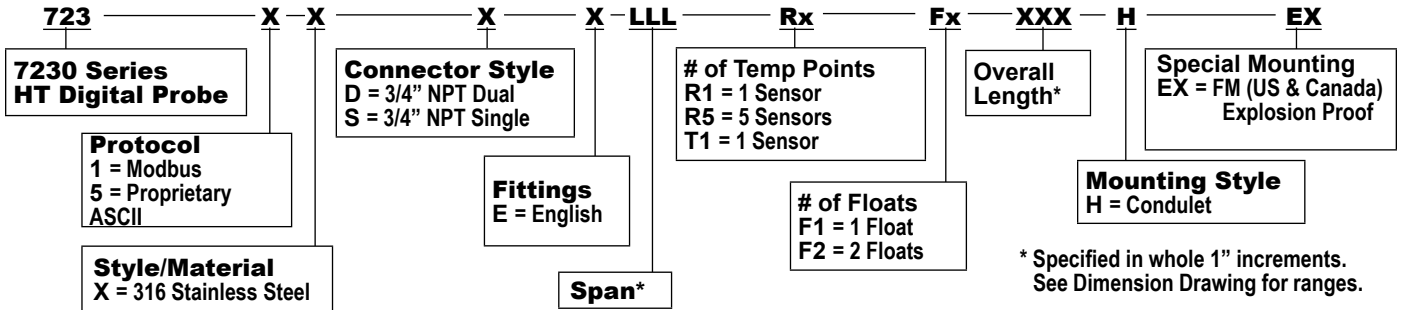 723 X – X X X – LLL Rx Fx XXX – H EX
7230 Series
HT Digital Probe
Protocol
1 = Modbus
5 = Proprietary
ASCII
Style/Material
X = 316 Stainless Steel
Connector Style
D = 3/4” NPT Dual
S = 3/4” NPT Single
Fittings
E = English
Span*
# of Temp Points
R1 = 1 Sensor
R5 = 5 Sensors
T1 = 1 Sensor
# of Floats
F1 = 1 Float
F2 = 2 Floats
Overall
Length*
Mounting Style
H = Condulet
Special Mounting
EX = FM (US & Canada)
Explosion Proof
* Specified in whole 1” increments.
See Dimension Drawing for ranges.